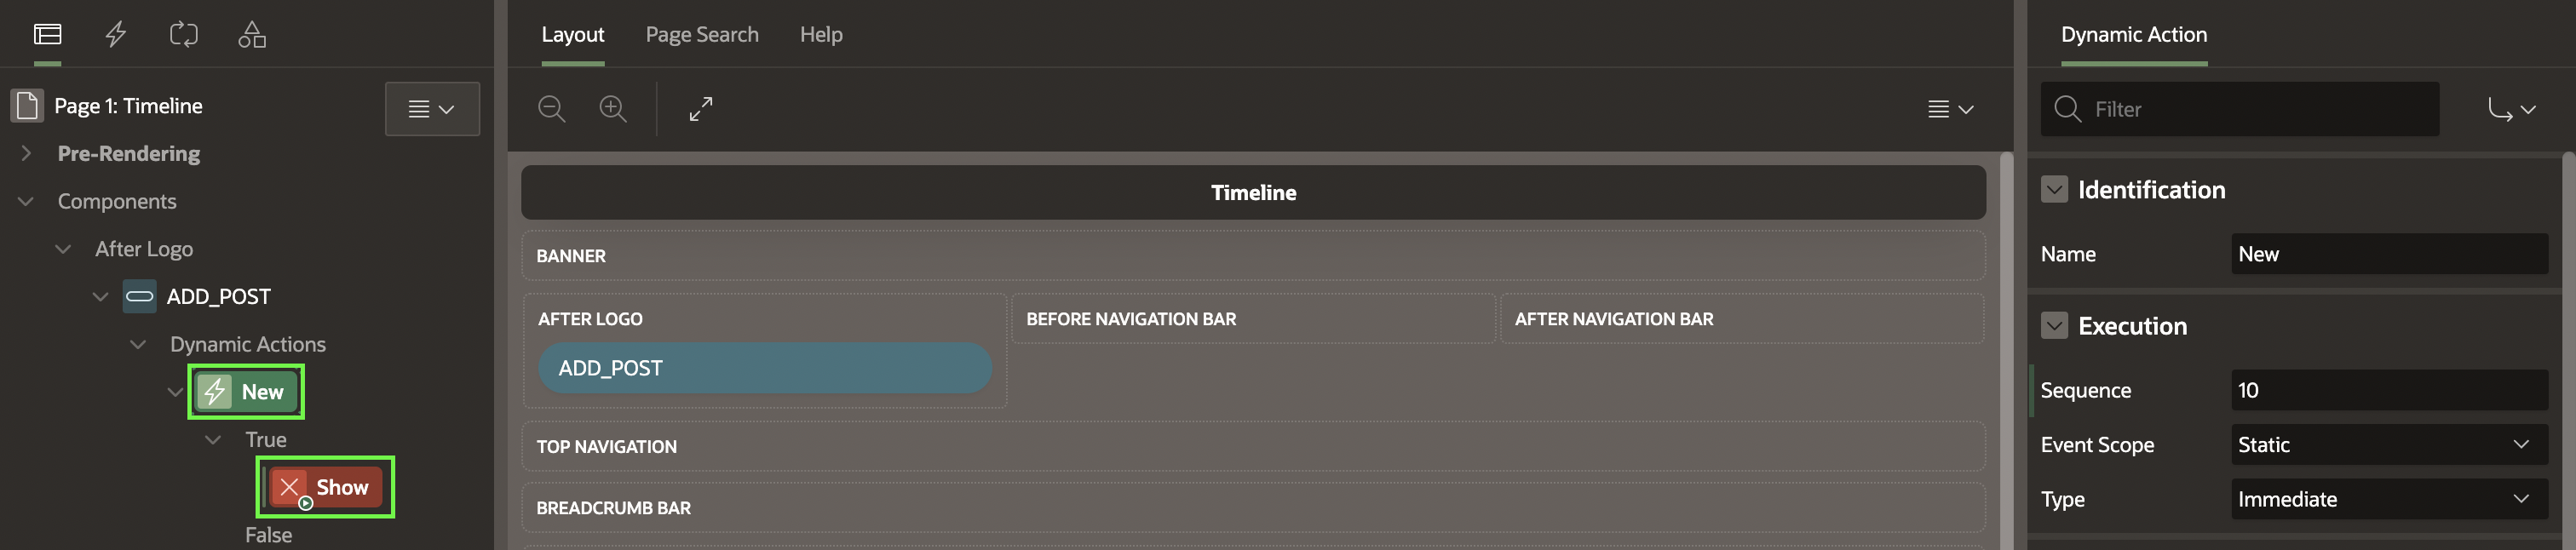 Layout
Page Search
Help
Dynamic Action
Page 1: Timeline
Pre-Rendering
Components
After Logo
ADD_POST
Dynamic Actions
New
True
Show
False
Timeline
BANNER
AFTER LOGO
BEFORE NAVIGATION BAR
AFTER NAVIGATION BAR
ADD_POST
TOP NAVIGATION
BREADCRUMB BAR
Filter
Identification
Name
New
Execution
Sequence
10
Event Scope
Static
Type
Immediate